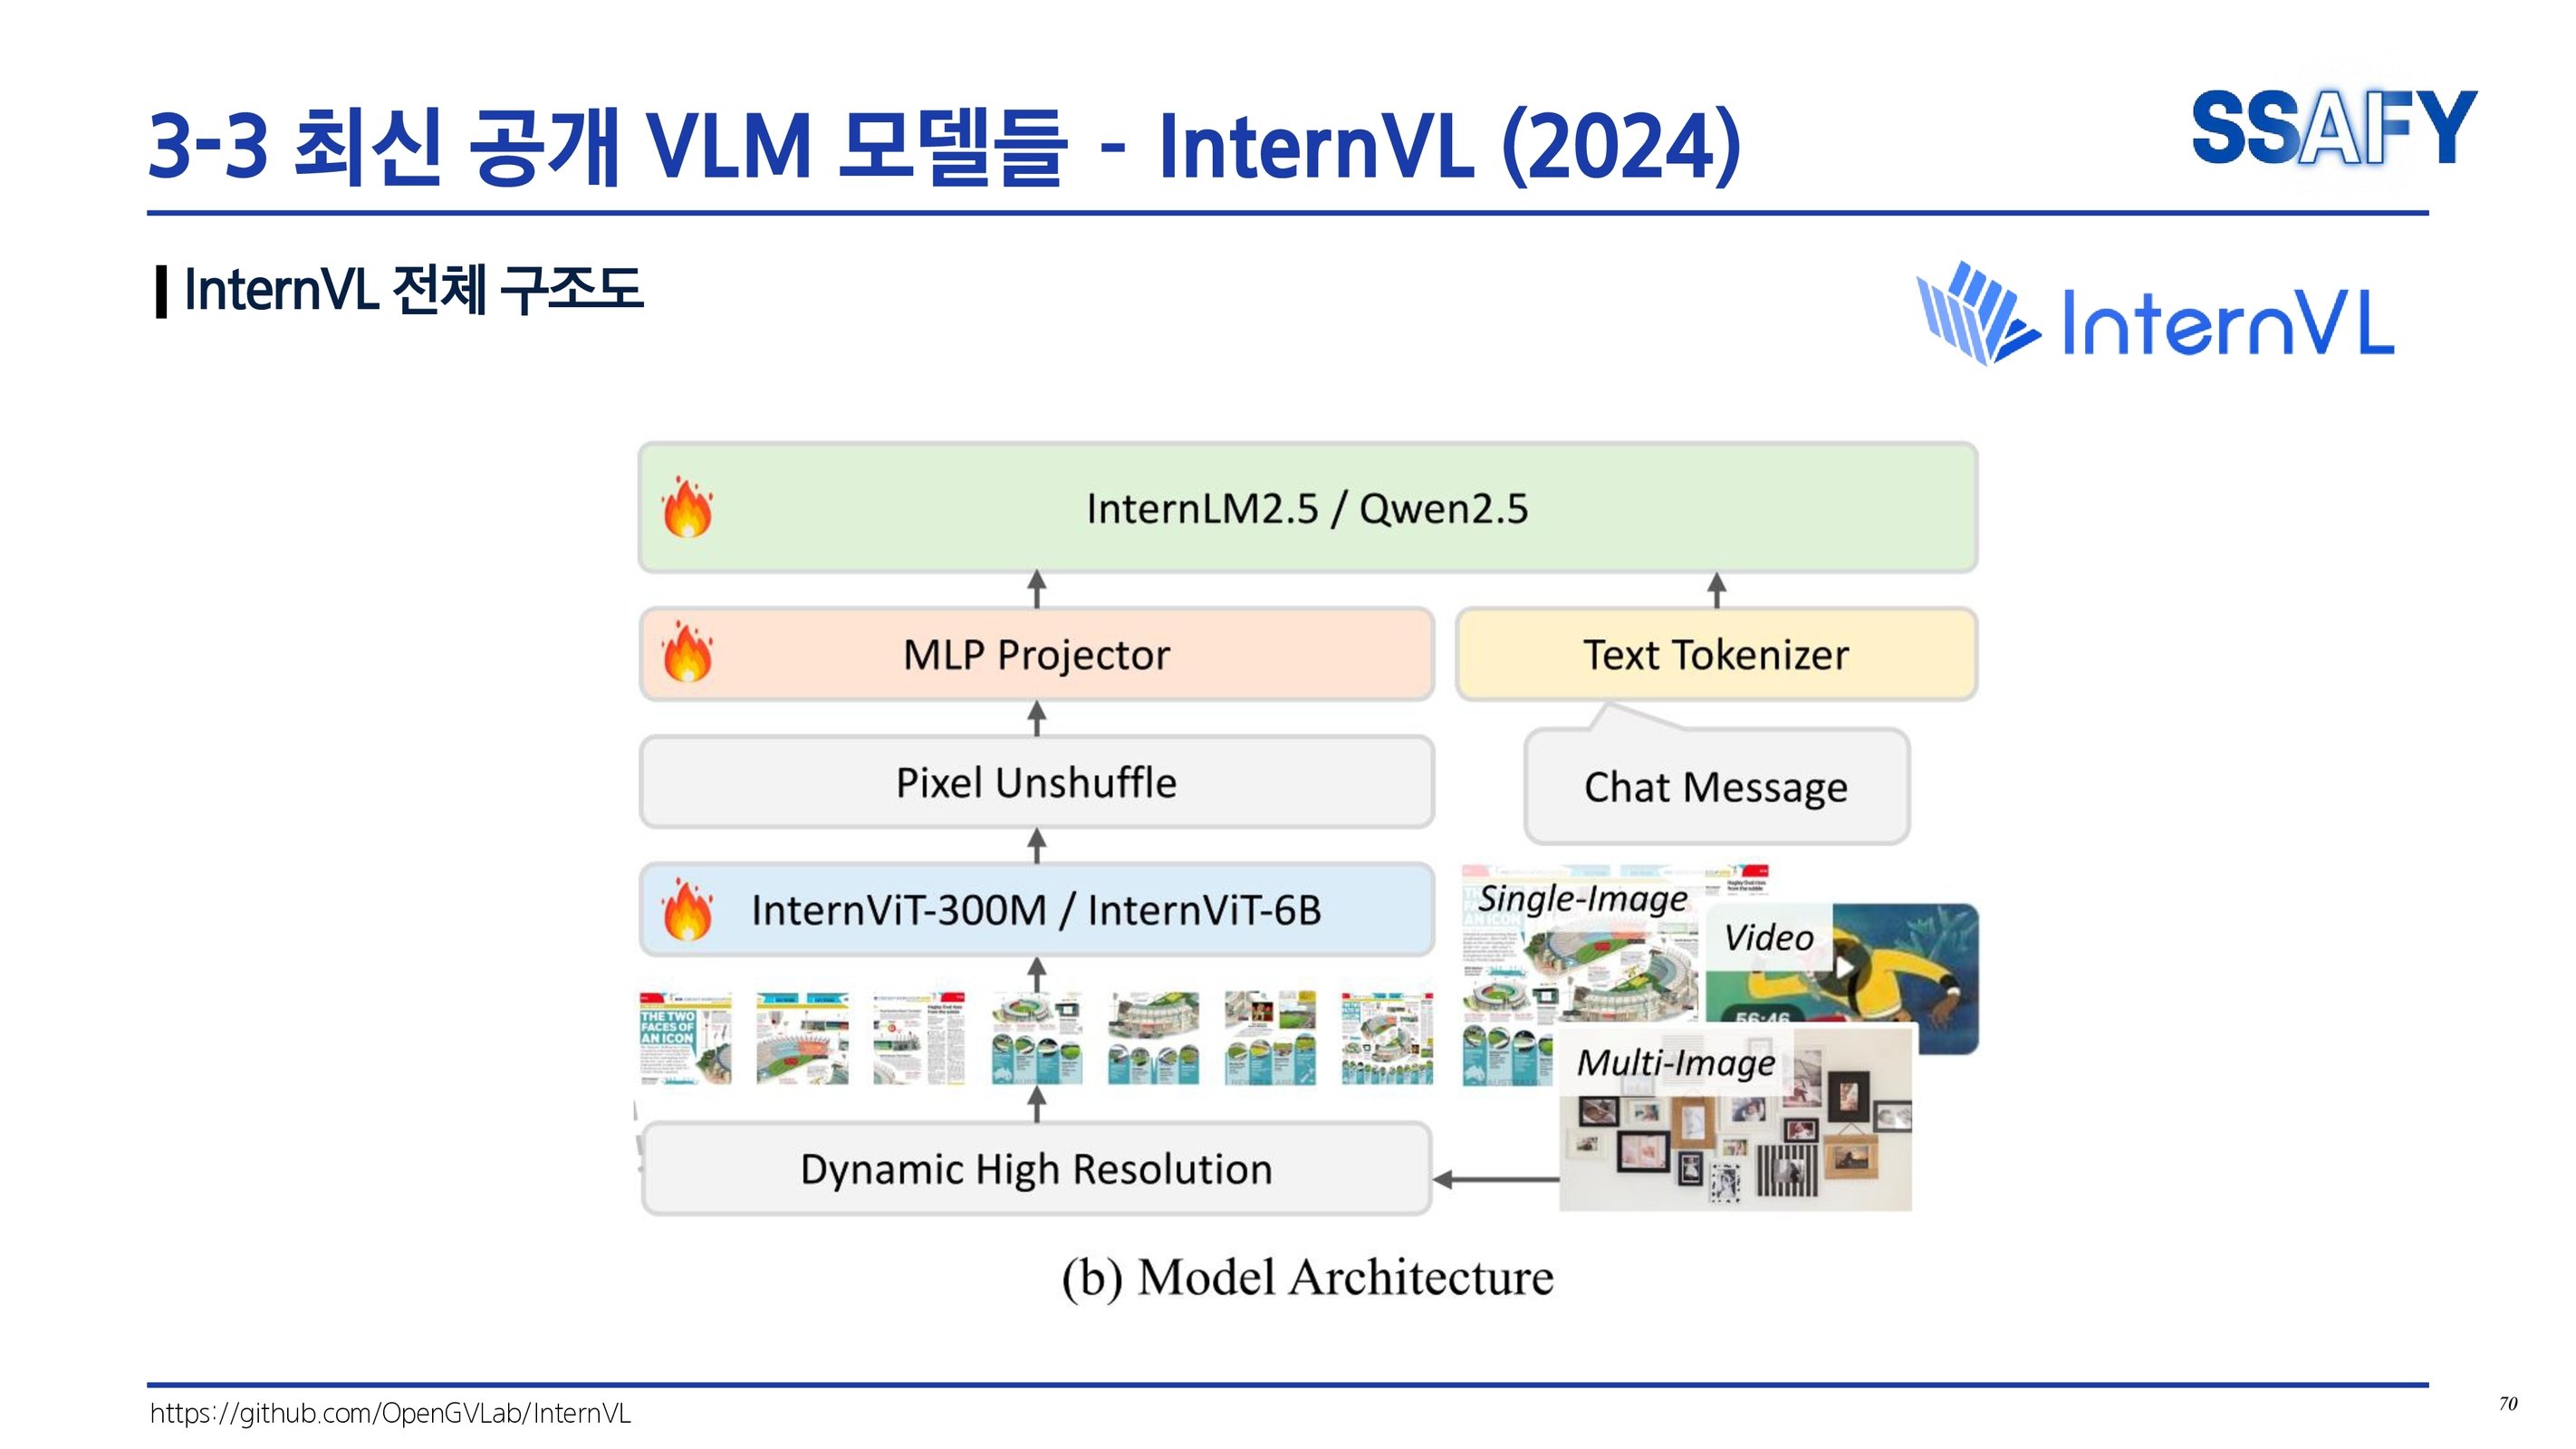 3-3 최신 공개 VLM 모델들 - InternVL (2024)
SSAFY
InternVL 전체 구조도
InternVL
InternLM2.5 / Qwen2.5
MLP Projector
Text Tokenizer
Pixel Unshuffle
Chat Message
InternViT-300M / InternViT-6B
Single-Image
Video
56:46
THE TWO
FACES OF
AN ICON
Multi-Image
Dynamic High Resolution
(b) Model Architecture
https://github.com/OpenGVLab/InternVL
70